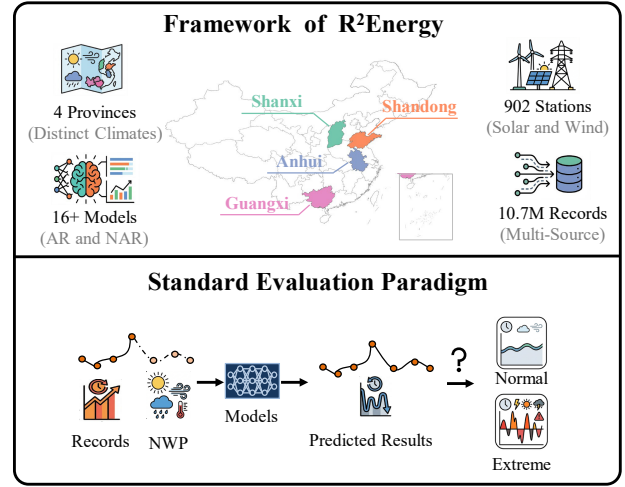 Framework of R²Energy
4 Provinces
(Distinct Climates)
16+ Models
(AR and NAR)
Shanxi
Shandong
Anhui
Guangxi
902 Stations
(Solar and Wind)
10.7M Records
(Multi-Source)
Standard Evaluation Paradigm
Records
NWP
Models
Predicted Results
?
Normal
Extreme